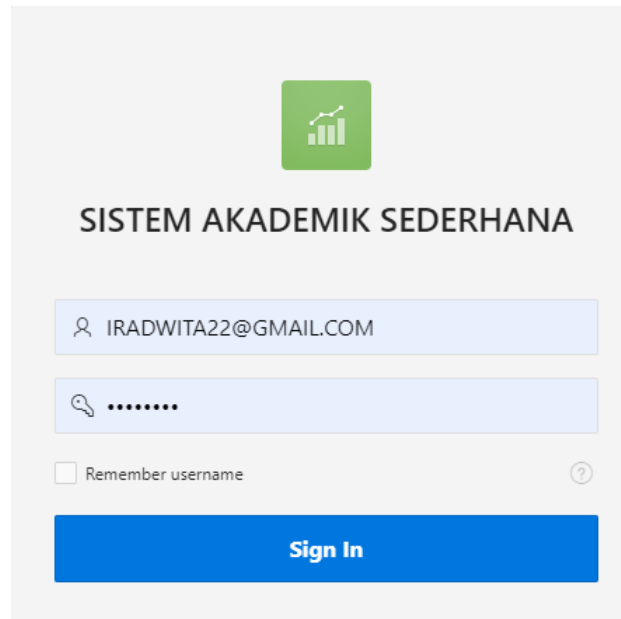 SISTEM AKADEMIK SEDERHANA
IRADWITA22@GMAIL.COM
••••••••
Remember username
?
Sign In